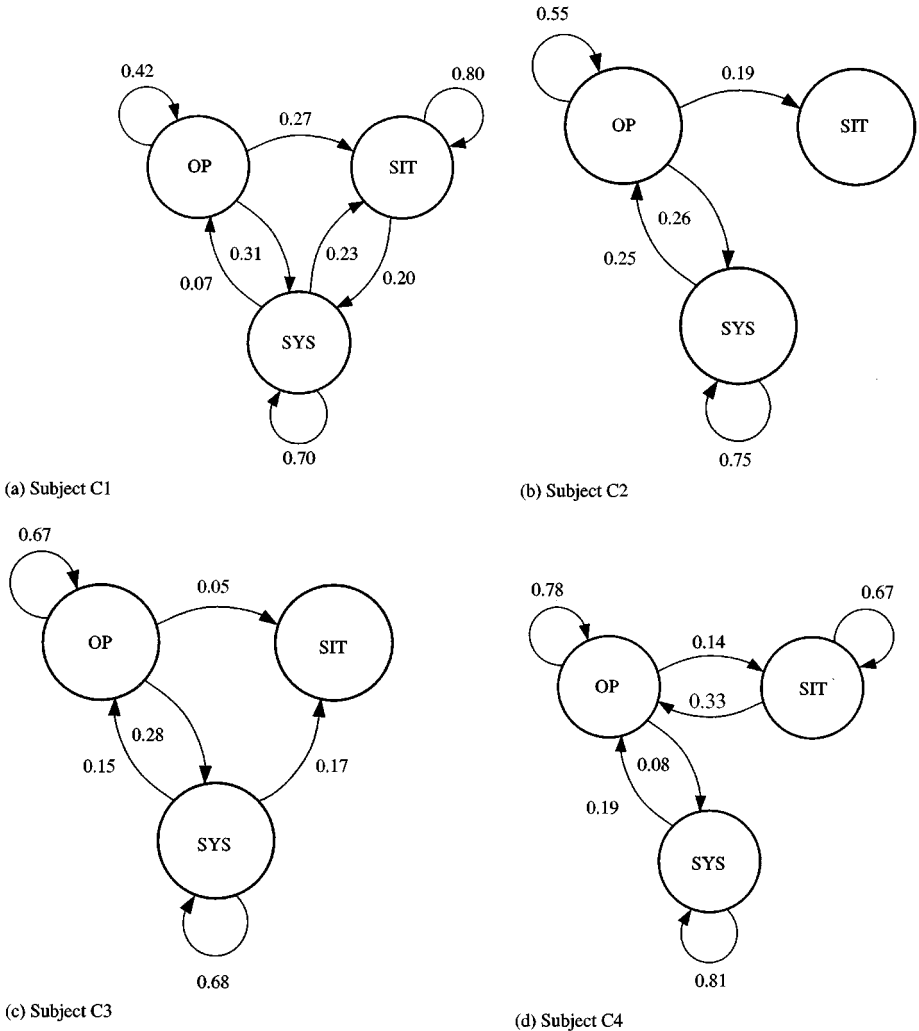 0.42
0.80
0.27
OP
SIT
0.31
0.23
0.07
0.20
SYS
0.70
(a) Subject C1
0.55
0.19
OP
SIT
0.26
0.25
SYS
0.75
(b) Subject C2
0.67
0.05
OP
SIT
0.28
0.15
0.17
SYS
0.68
(c) Subject C3
0.78
0.67
0.14
OP
SIT
0.33
0.08
0.19
SYS
0.81
(d) Subject C4